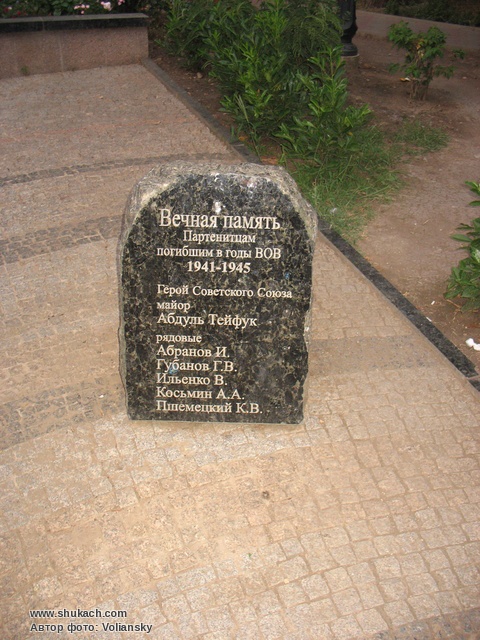 Вечная память
Партенитцам
погибшим в годы ВОВ
1941-1945
Герой Советского Союза
майор
Абдуль Тейфук
рядовые
Абранов И.
Губанов Г.В.
Ильенко В.
Косьмин А.А.
Пшемецкий К.В.
www.shukach.com
Автор фото: Voliansky